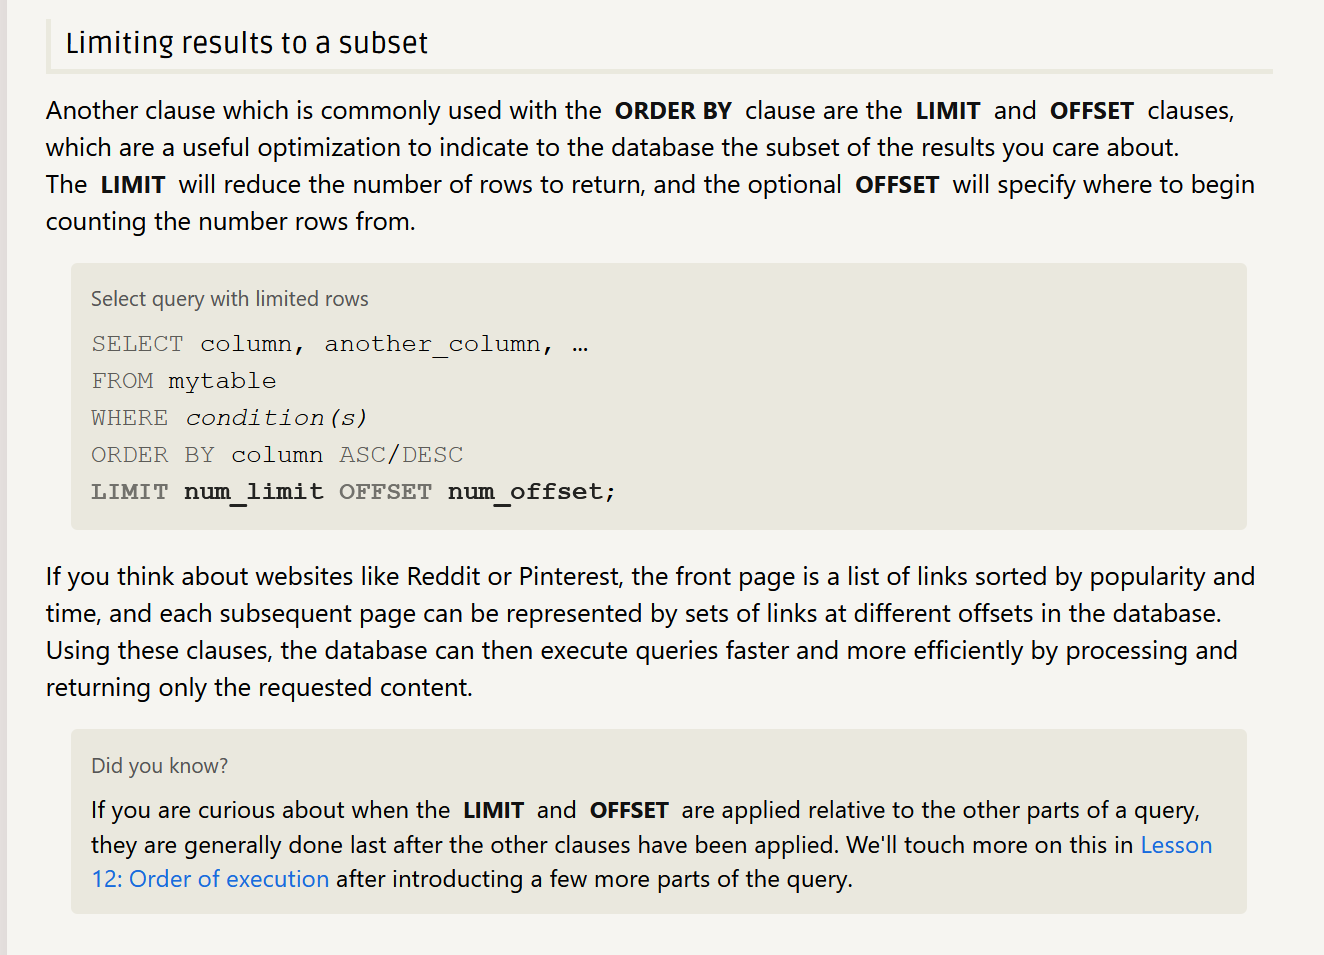 Limiting results to a subset
Another clause which is commonly used with the ORDER BY clause are the LIMIT and OFFSET clauses,
which are a useful optimization to indicate to the database the subset of the results you care about.
The LIMIT will reduce the number of rows to return, and the optional OFFSET will specify where to begin
counting the number rows from.
Select query with limited rows
SELECT column, another_column, …
FROM mytable
WHERE condition(s)
ORDER BY column ASC/DESC
LIMIT num_limit OFFSET num_offset;
If you think about websites like Reddit or Pinterest, the front page is a list of links sorted by popularity and
time, and each subsequent page can be represented by sets of links at different offsets in the database.
Using these clauses, the database can then execute queries faster and more efficiently by processing and
returning only the requested content.
Did you know?
If you are curious about when the LIMIT and OFFSET are applied relative to the other parts of a query,
they are generally done last after the other clauses have been applied. We'll touch more on this in Lesson
12: Order of execution after introducting a few more parts of the query.